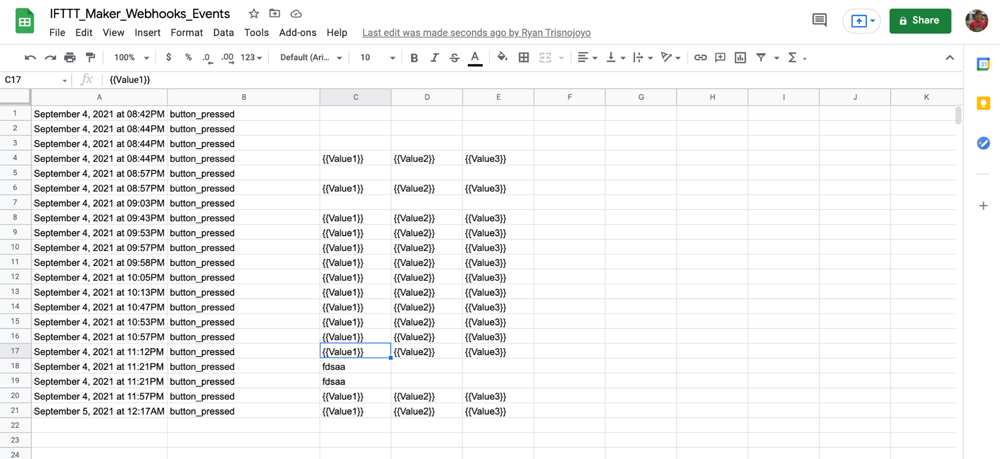 IFTTT_Maker_Webhooks_Events
File Edit View Insert Format Data Tools Add-ons Help Last edit was made seconds ago by Ryan Trisnojoyo
Share
100% $ % .0 .00 123 Default (Ari... 10 B I S A Σ
31
C17 fx {{Value1}}
A B C D E F G H I J K
1 September 4, 2021 at 08:42PM button_pressed
2 September 4, 2021 at 08:44PM button_pressed
3 September 4, 2021 at 08:44PM button_pressed
4 September 4, 2021 at 08:44PM button_pressed {{Value1}} {{Value2}} {{Value3}}
5 September 4, 2021 at 08:57PM button_pressed
6 September 4, 2021 at 08:57PM button_pressed {{Value1}} {{Value2}} {{Value3}}
7 September 4, 2021 at 09:03PM button_pressed
8 September 4, 2021 at 09:43PM button_pressed {{Value1}} {{Value2}} {{Value3}}
9 September 4, 2021 at 09:53PM button_pressed {{Value1}} {{Value2}} {{Value3}}
10 September 4, 2021 at 09:57PM button_pressed {{Value1}} {{Value2}} {{Value3}}
11 September 4, 2021 at 09:58PM button_pressed {{Value1}} {{Value2}} {{Value3}}
12 September 4, 2021 at 10:05PM button_pressed {{Value1}} {{Value2}} {{Value3}}
13 September 4, 2021 at 10:13PM button_pressed {{Value1}} {{Value2}} {{Value3}}
14 September 4, 2021 at 10:47PM button_pressed {{Value1}} {{Value2}} {{Value3}}
15 September 4, 2021 at 10:53PM button_pressed {{Value1}} {{Value2}} {{Value3}}
16 September 4, 2021 at 10:57PM button_pressed {{Value1}} {{Value2}} {{Value3}}
17 September 4, 2021 at 11:12PM button_pressed {{Value1}} {{Value2}} {{Value3}}
18 September 4, 2021 at 11:21PM button_pressed fdsaa
19 September 4, 2021 at 11:21PM button_pressed fdsaa
20 September 4, 2021 at 11:57PM button_pressed {{Value1}} {{Value2}} {{Value3}}
21 September 5, 2021 at 12:17AM button_pressed {{Value1}} {{Value2}} {{Value3}}
22
23
24